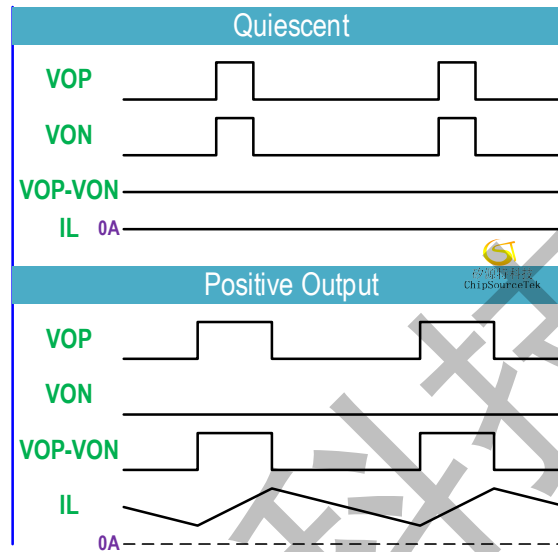 Quiescent
VOP
VON
VOP-VON
IL 0A
ChipSourceTek
Positive Output
VOP
VON
VOP-VON
IL
0A